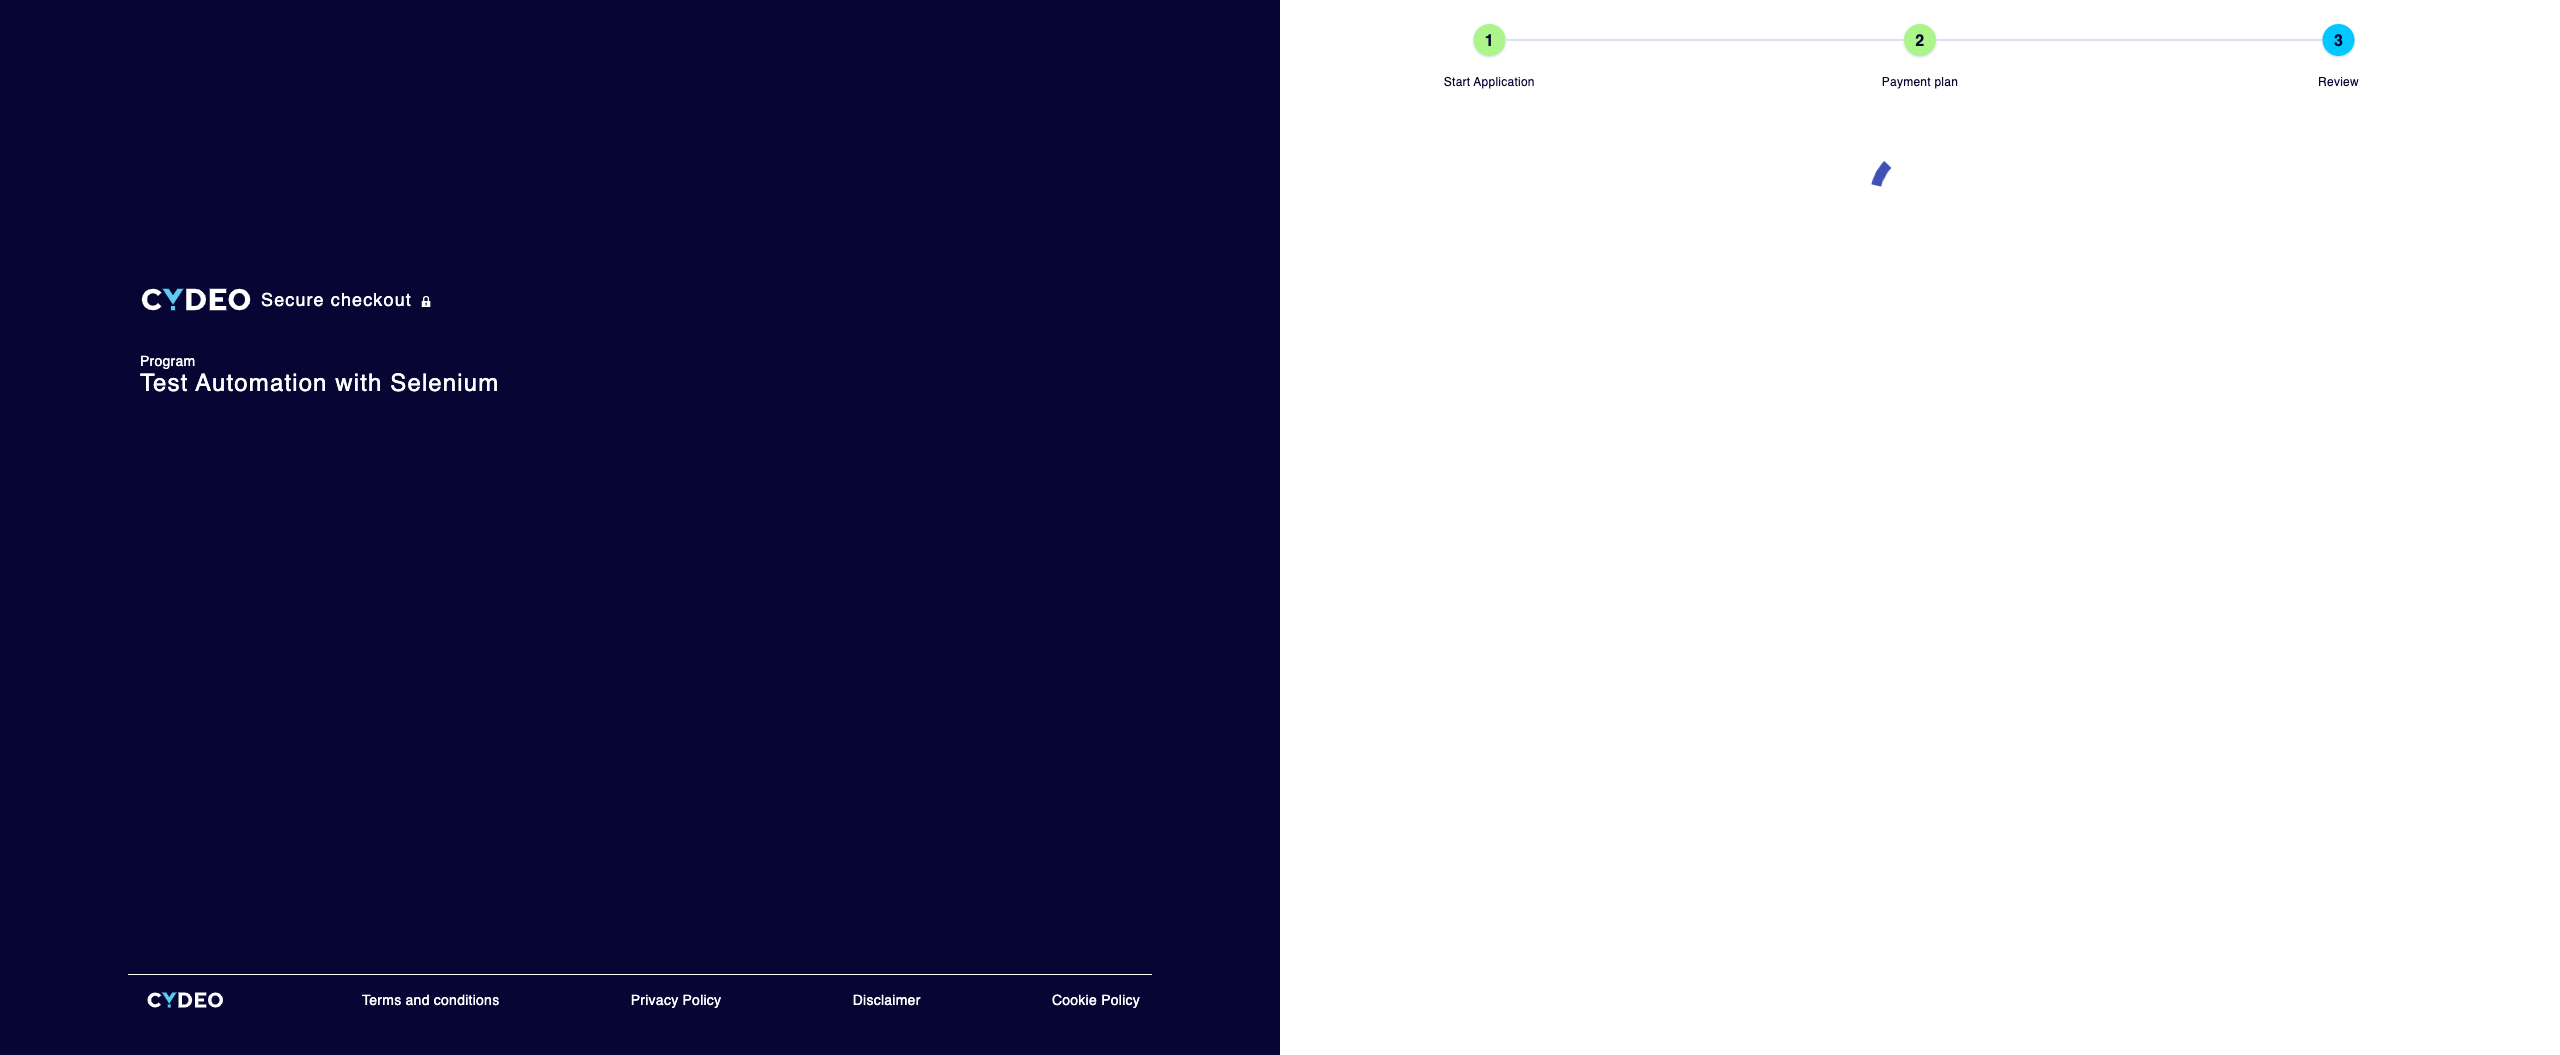 CYDEO Secure checkout
Program
Test Automation with Selenium
CYDEO Terms and conditions Privacy Policy Disclaimer Cookie Policy
1 2 3
Start Application Payment plan Review